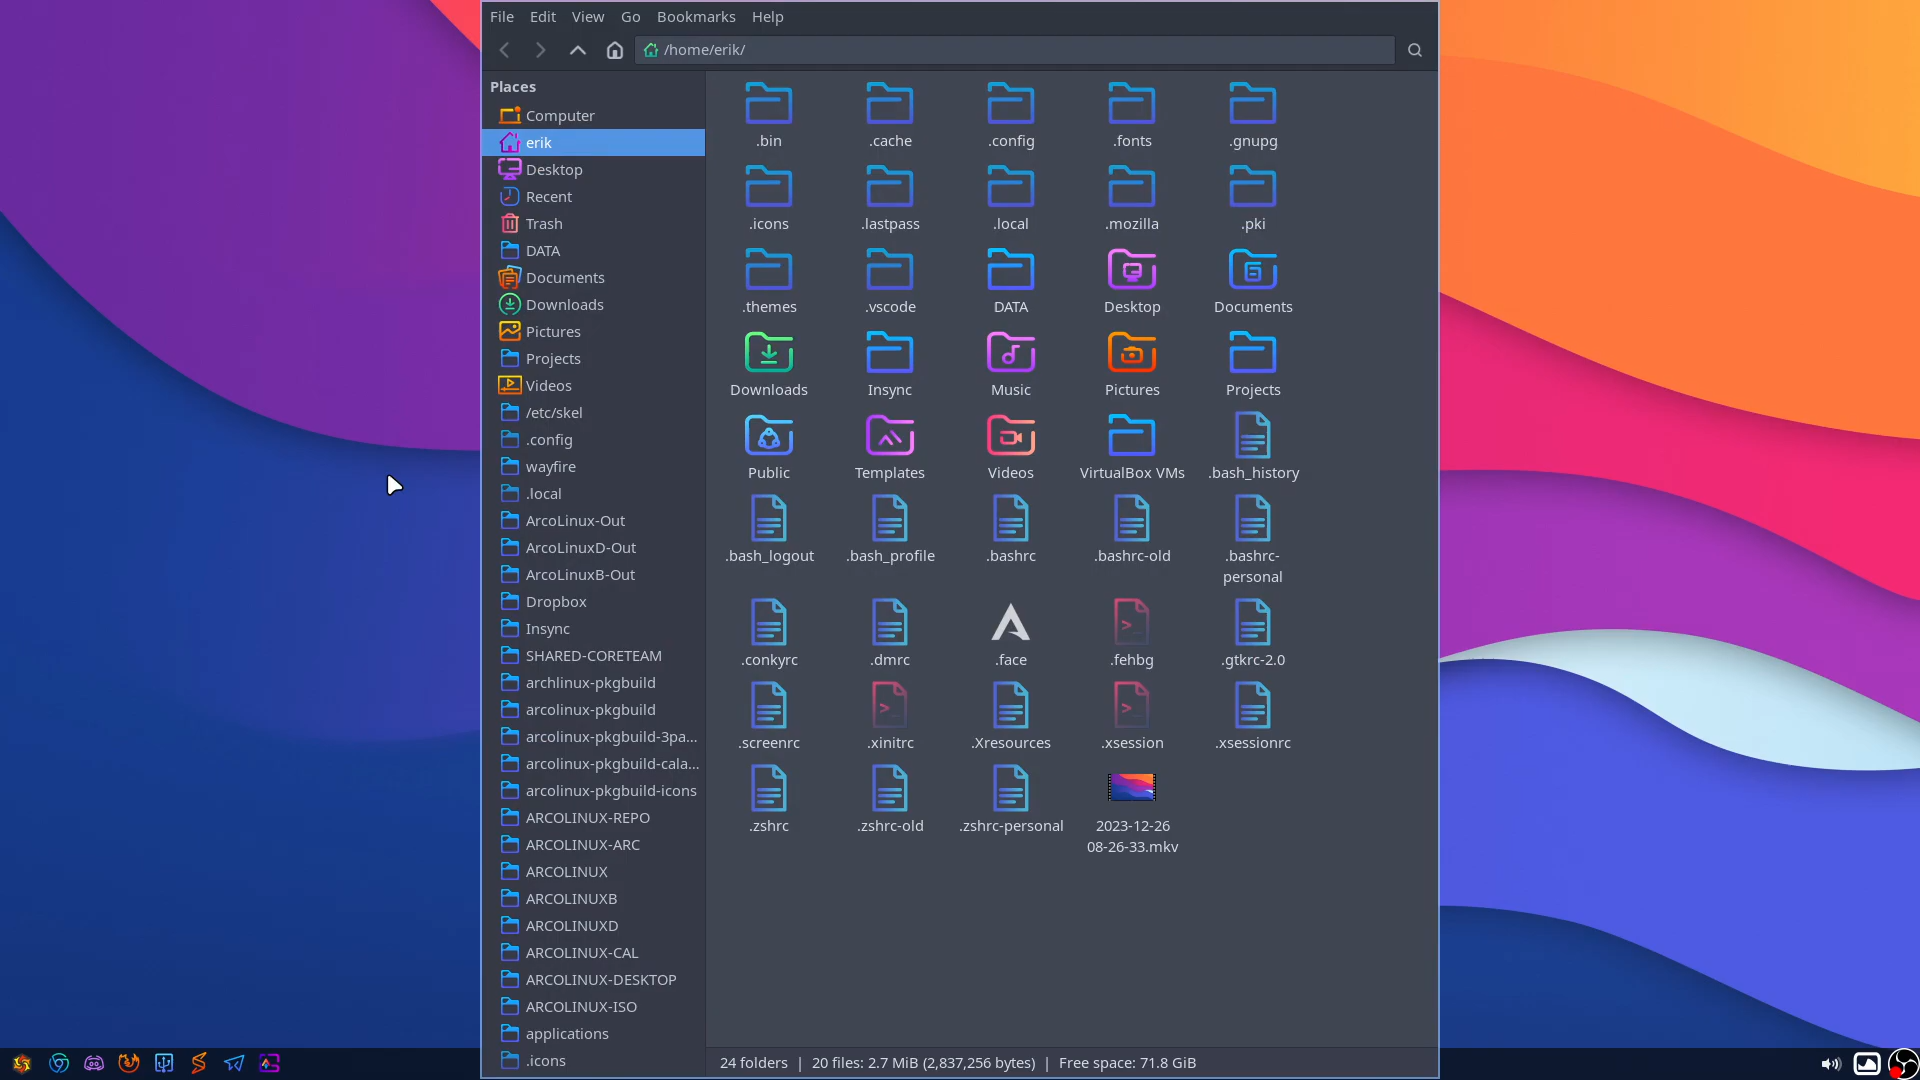 File Edit View Go Bookmarks Help
/home/erik/
Places
Computer
erik
Desktop
Recent
Trash
DATA
Documents
Downloads
Pictures
Projects
Videos
/etc/skel
.config
wayfire
.local
ArcoLinux-Out
ArcoLinuxD-Out
ArcoLinuxB-Out
Dropbox
Insync
SHARED-CORETEAM
archlinux-pkgbuild
arcolinux-pkgbuild
arcolinux-pkgbuild-3pa...
arcolinux-pkgbuild-cala...
arcolinux-pkgbuild-icons
ARCOLINUX-REPO
ARCOLINUX-ARC
ARCOLINUX
ARCOLINUXB
ARCOLINUXD
ARCOLINUX-CAL
ARCOLINUX-DESKTOP
ARCOLINUX-ISO
applications
.icons
.bin .cache .config .fonts .gnupg
.icons .lastpass .local .mozilla .pki
.themes .vscode DATA Desktop Documents
Downloads Insync Music Pictures Projects
Public Templates Videos VirtualBox VMs .bash_history
.bash_logout .bash_profile .bashrc .bashrc-old .bashrc-
personal
.conkyrc .dmrc .face .fehbg .gtkrc-2.0
.screenrc .xinitrc .Xresources .xsession .xsessionrc
.zshrc .zshrc-old .zshrc-personal 2023-12-26
08-26-33.mkv
24 folders | 20 files: 2.7 MiB (2,837,256 bytes) | Free space: 71.8 GiB